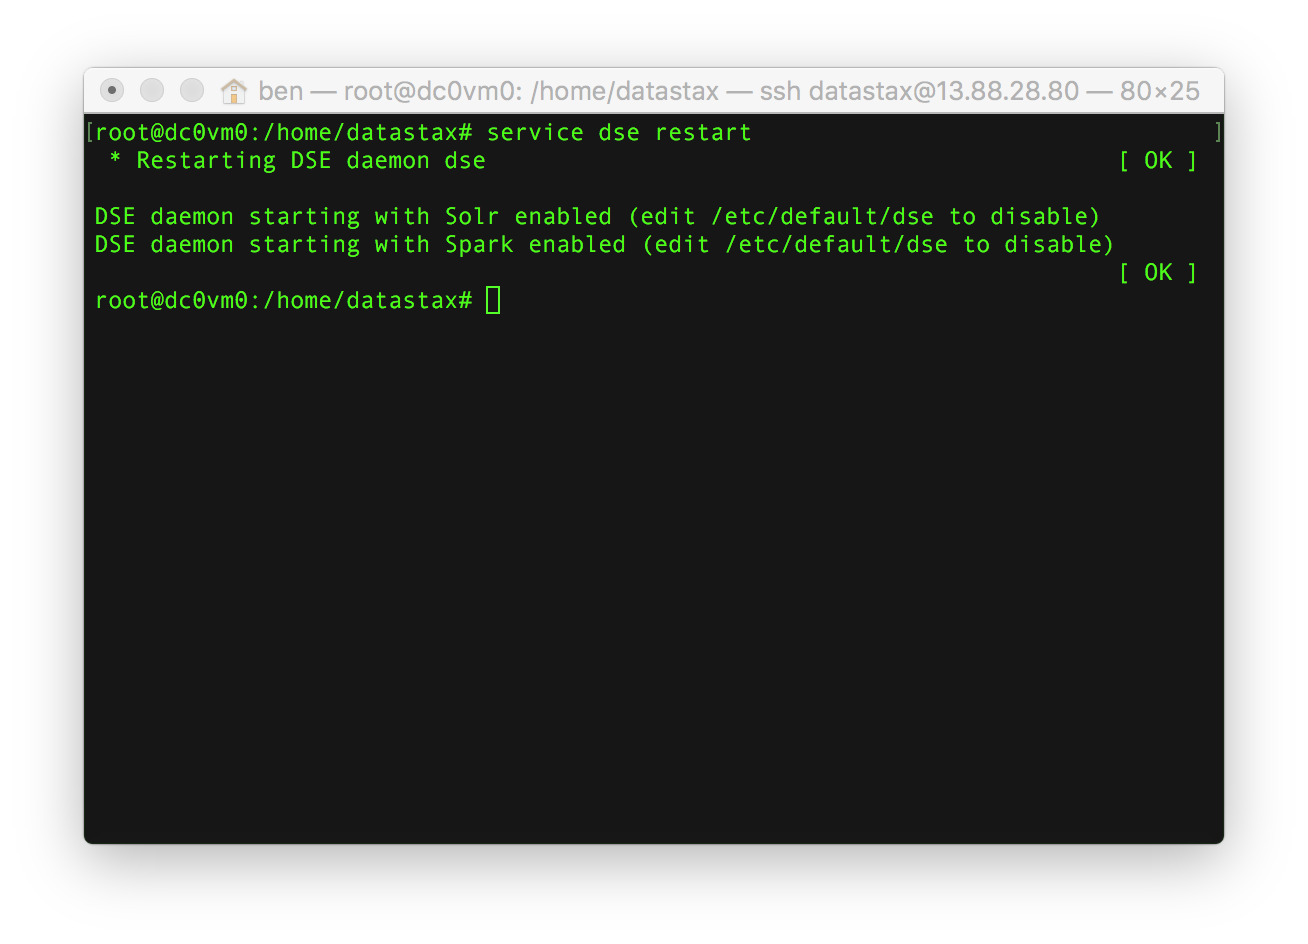 ben — root@dc0vm0: /home/datastax — ssh datastax@13.88.28.80 — 80×25
[root@dc0vm0:/home/datastax# service dse restart ]
* Restarting DSE daemon dse [ OK ]
DSE daemon starting with Solr enabled (edit /etc/default/dse to disable)
DSE daemon starting with Spark enabled (edit /etc/default/dse to disable)
[ OK ]
root@dc0vm0:/home/datastax#